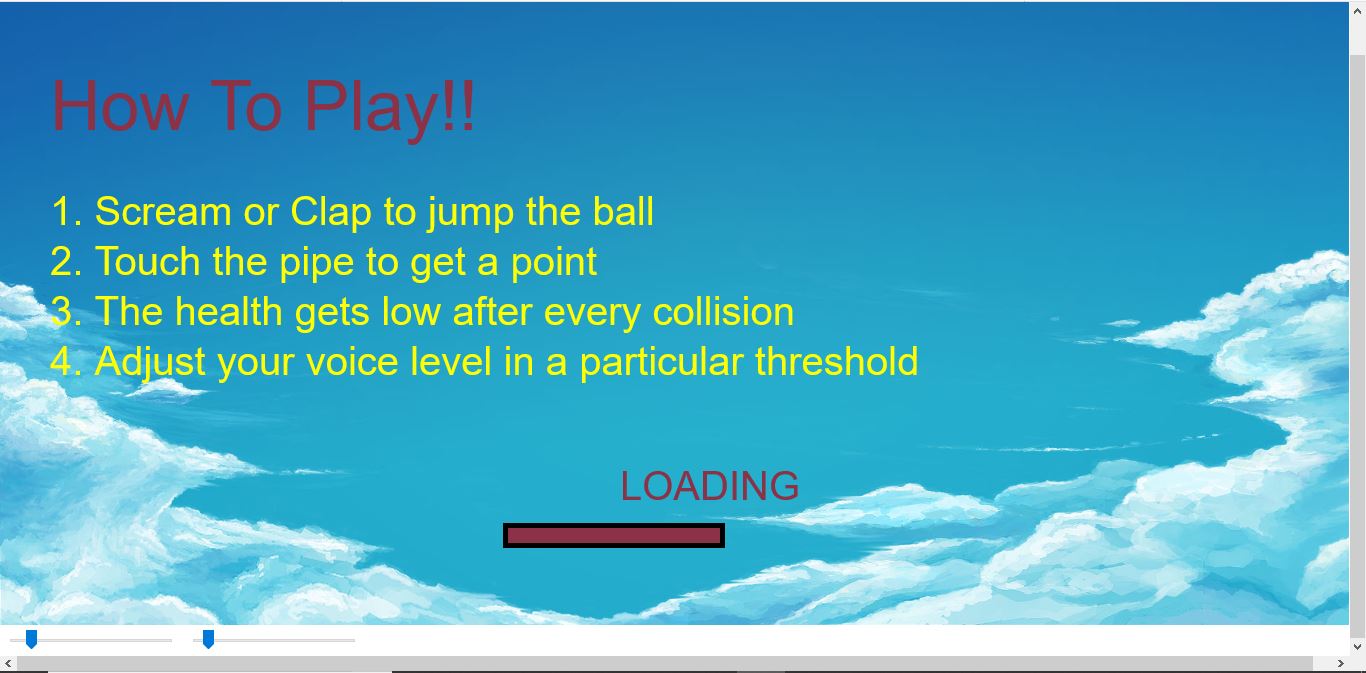 How To Play!!
1. Scream or Clap to jump the ball
2. Touch the pipe to get a point
3. The health gets low after every collision
4. Adjust your voice level in a particular threshold
LOADING